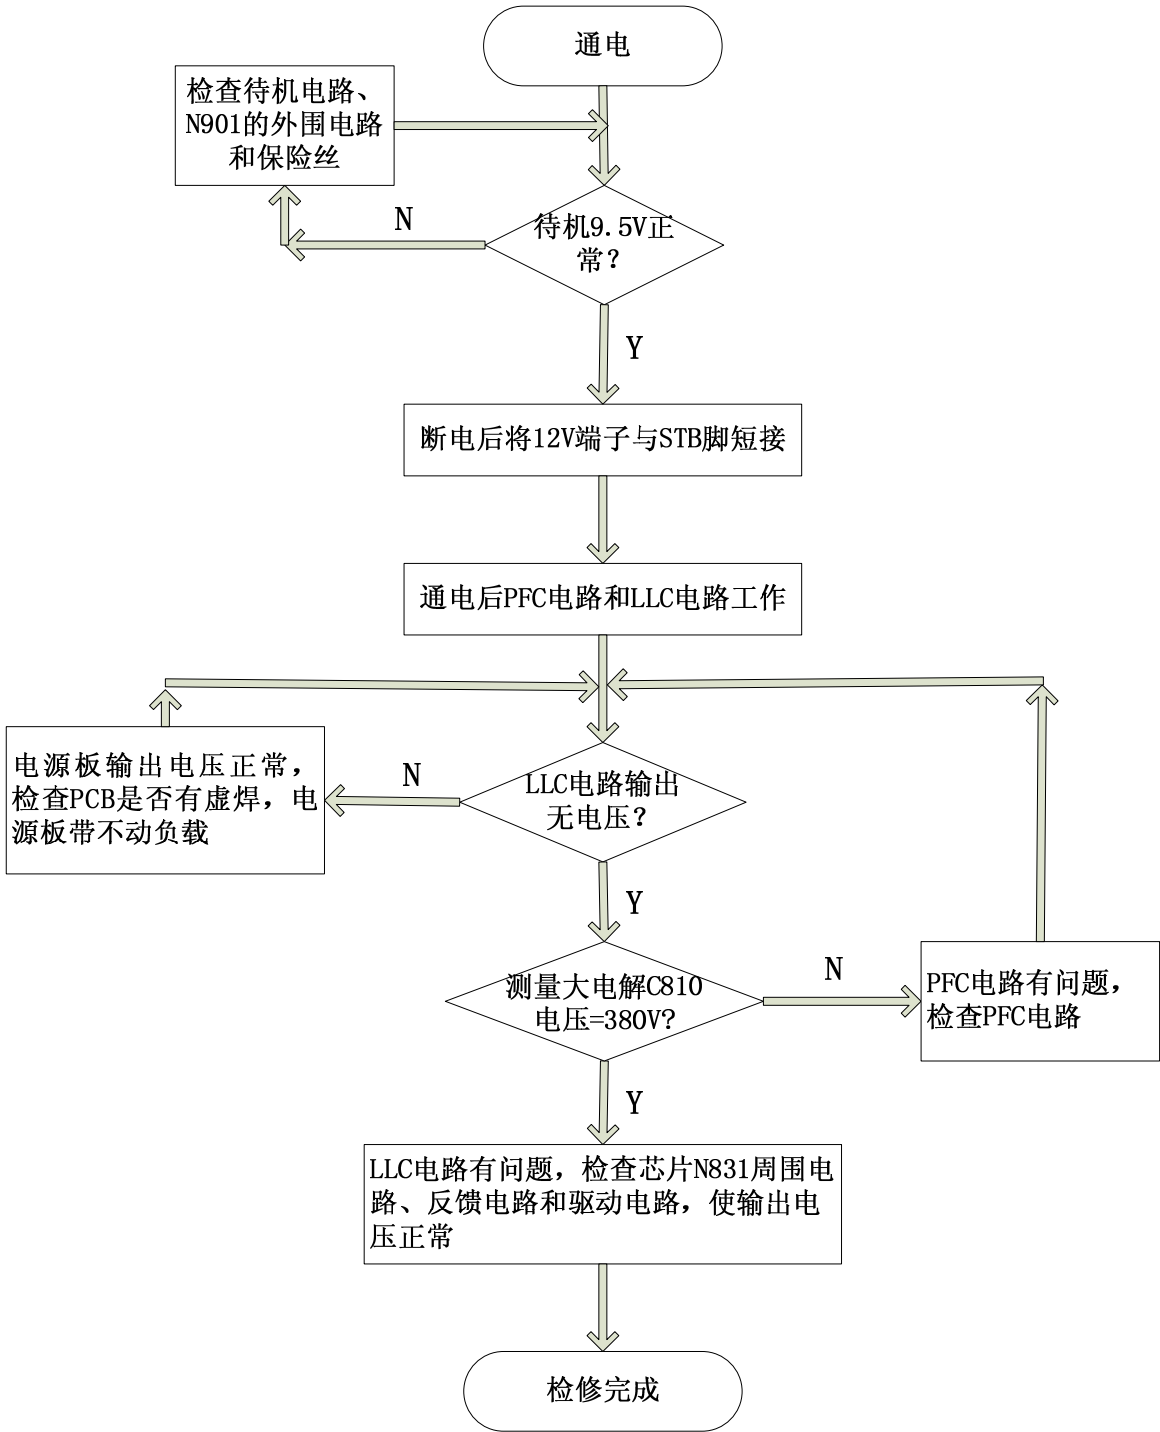 通电
检查待机电路、
N901的外围电路
和保险丝
N
待机9.5V正
常？
Y
断电后将12V端子与STB脚短接
通电后PFC电路和LLC电路工作
电源板输出电压正常，
检查PCB是否有虚焊，电
源板带不动负载
N
LLC电路输出
无电压？
Y
测量大电解C810
电压=380V?
N
PFC电路有问题，
检查PFC电路
Y
LLC电路有问题，检查芯片N831周围电
路、反馈电路和驱动电路，使输出电
压正常
检修完成